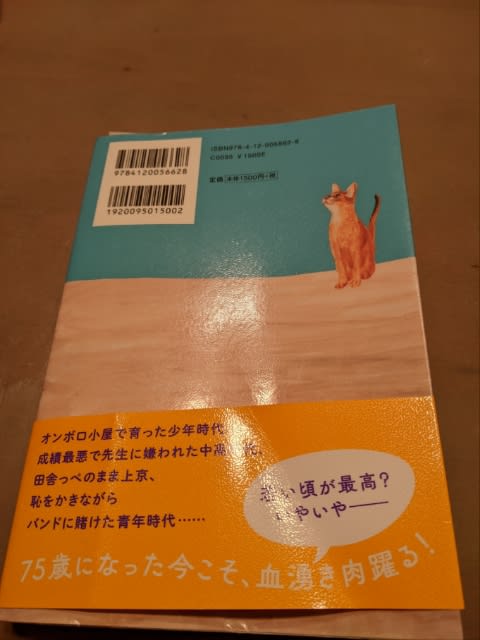 9784120056628
1920095015002
ISBN978-4-12-005662-8
C0095 ¥1500E
定価 本体1500円+税
オンボロ小屋で育った少年時代
成績最悪で先生に嫌われた中高
田舎っぺのまま上京、
恥をかきながら
バンドに賭けた青年時代……
い頃が最高?
やいや――
75歳になった今こそ、血湧き肉躍る!